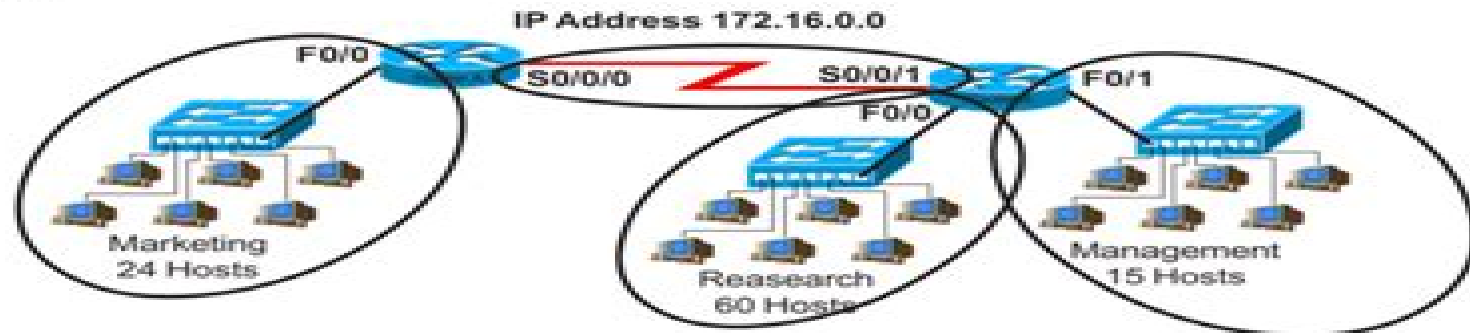 IP Address 172.16.0.0
F0/0
S0/0/0
S0/0/1
F0/1
F0/0
Marketing
24 Hosts
Reasearch
60 Hosts
Management
15 Hosts